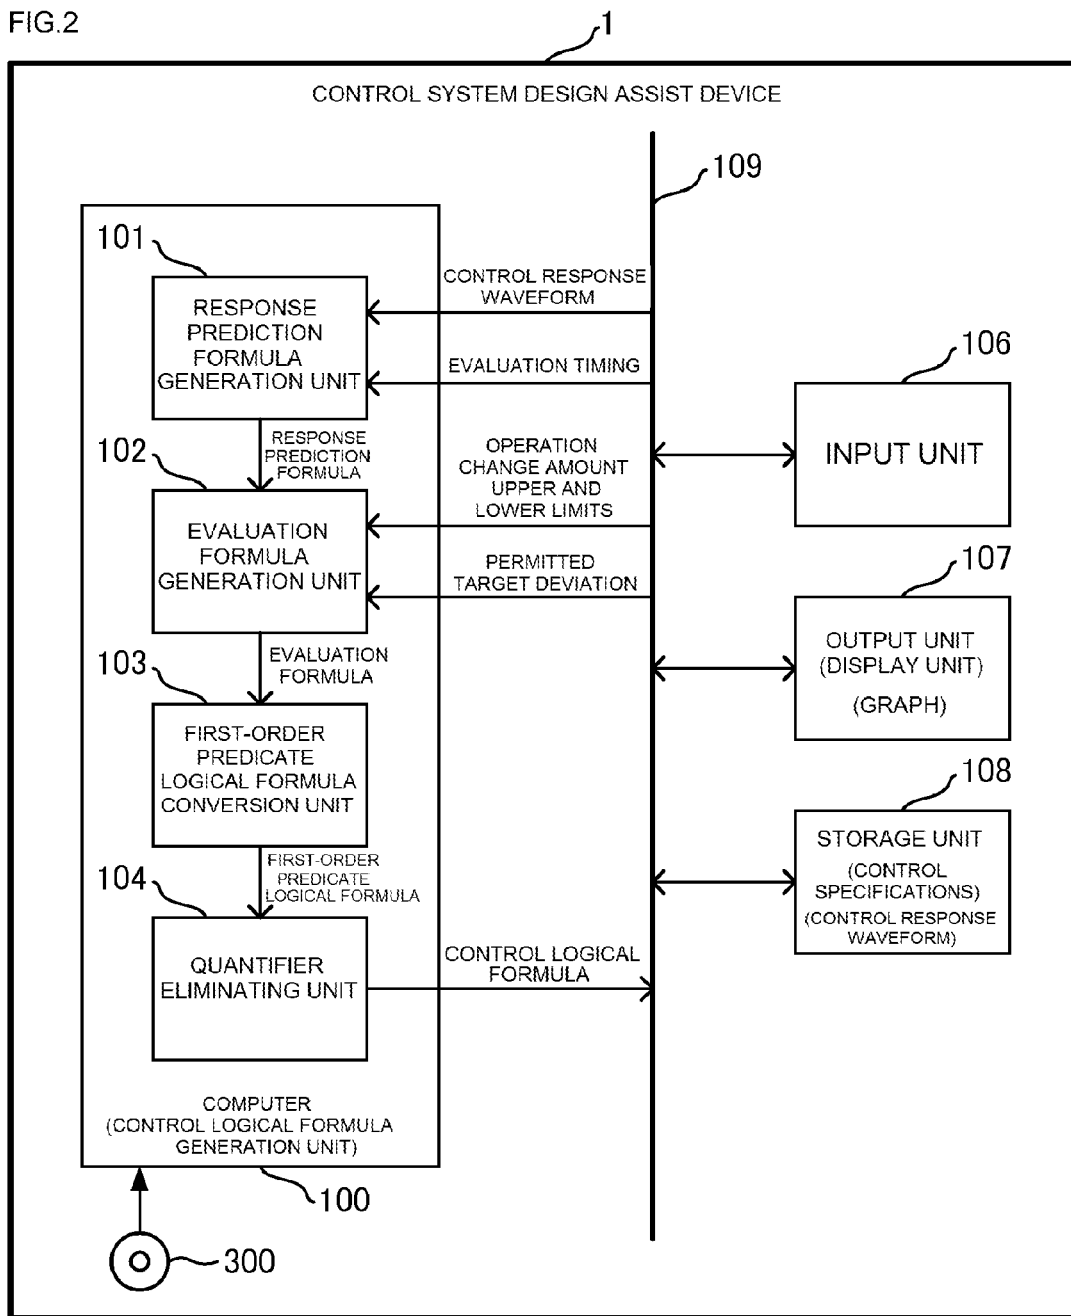 FIG.2
1
CONTROL SYSTEM DESIGN ASSIST DEVICE
109
101
RESPONSE
PREDICTION
FORMULA
GENERATION UNIT
CONTROL RESPONSE
WAVEFORM
EVALUATION TIMING
RESPONSE
PREDICTION
FORMULA
102
EVALUATION
FORMULA
GENERATION UNIT
OPERATION
CHANGE AMOUNT
UPPER AND
LOWER LIMITS
PERMITTED
TARGET DEVIATION
EVALUATION
FORMULA
103
FIRST-ORDER
PREDICATE
LOGICAL FORMULA
CONVERSION UNIT
FIRST-ORDER
PREDICATE
LOGICAL FORMULA
104
QUANTIFIER
ELIMINATING UNIT
CONTROL LOGICAL
FORMULA
COMPUTER
(CONTROL LOGICAL FORMULA
GENERATION UNIT)
100
300
106
INPUT UNIT
107
OUTPUT UNIT
(DISPLAY UNIT)
(GRAPH)
108
STORAGE UNIT
(CONTROL
SPECIFICATIONS)
(CONTROL RESPONSE
WAVEFORM)